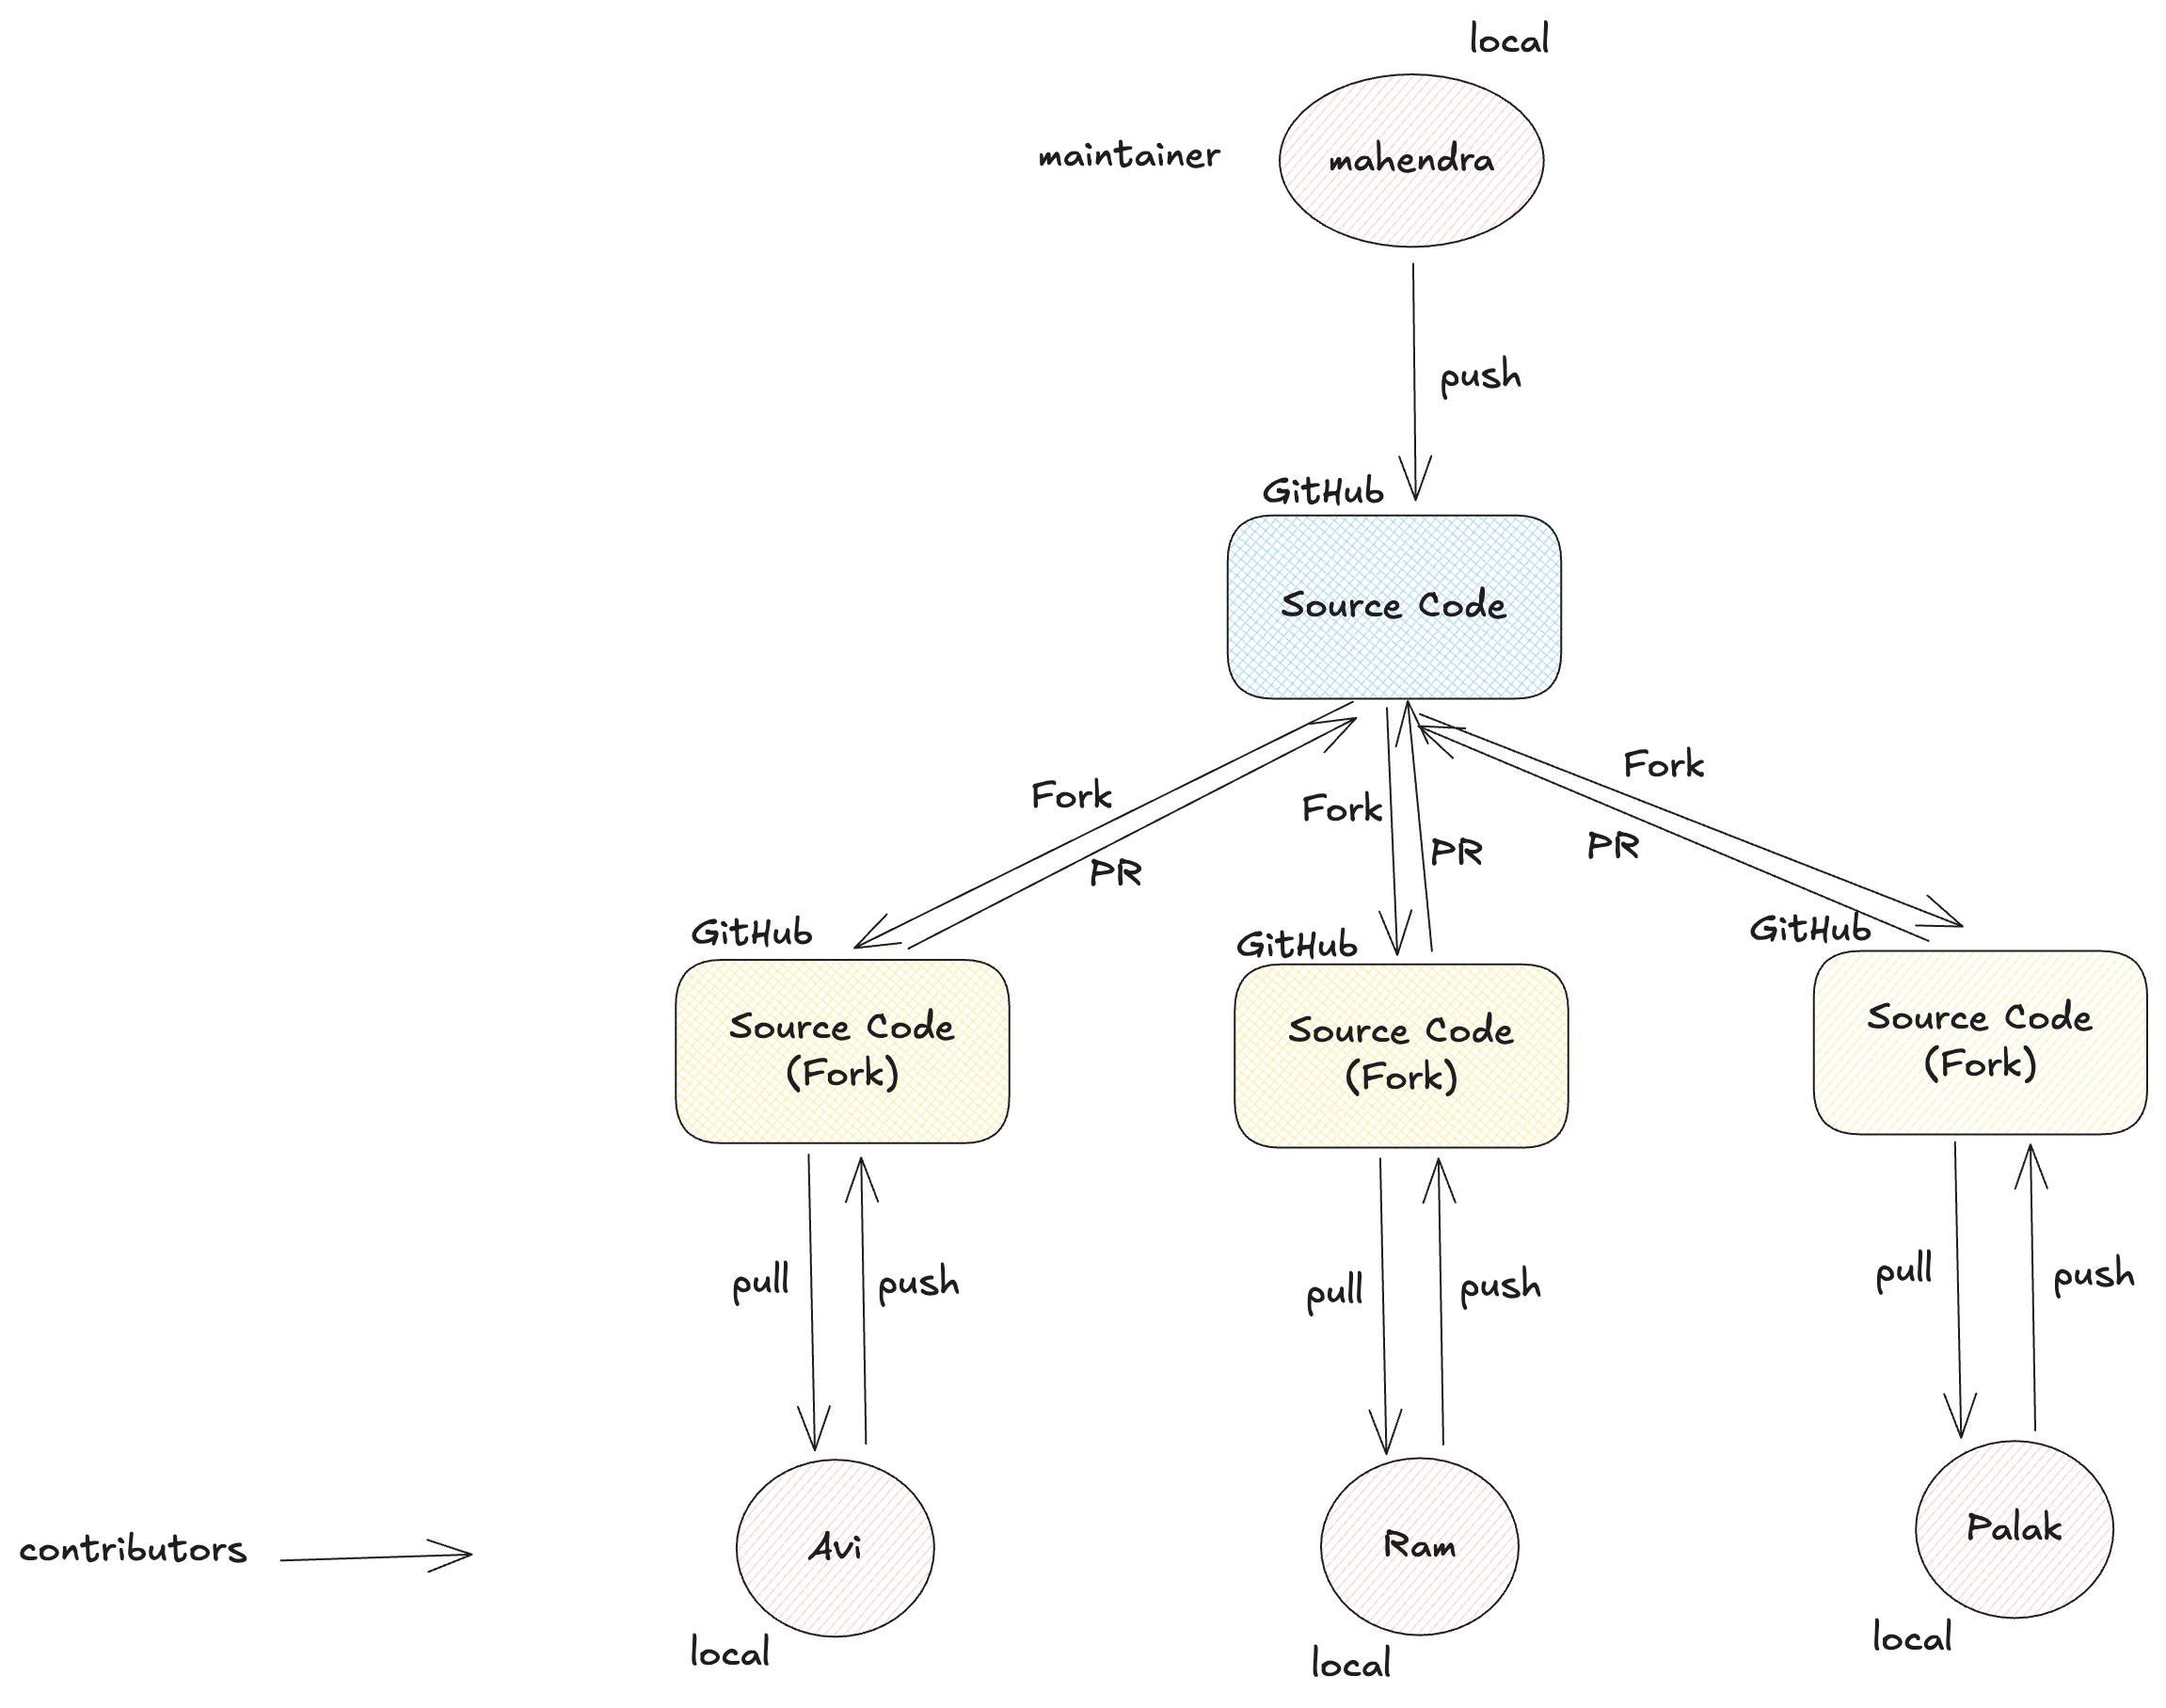 local
maintainer
mahendra
push
GitHub
Source Code
Fork
PR
Fork
PR
Fork
PR
GitHub
Source Code
(Fork)
GitHub
Source Code
(Fork)
GitHub
Source Code
(Fork)
pull
push
pull
push
pull
push
contributors
Avi
local
Ram
local
Palak
local